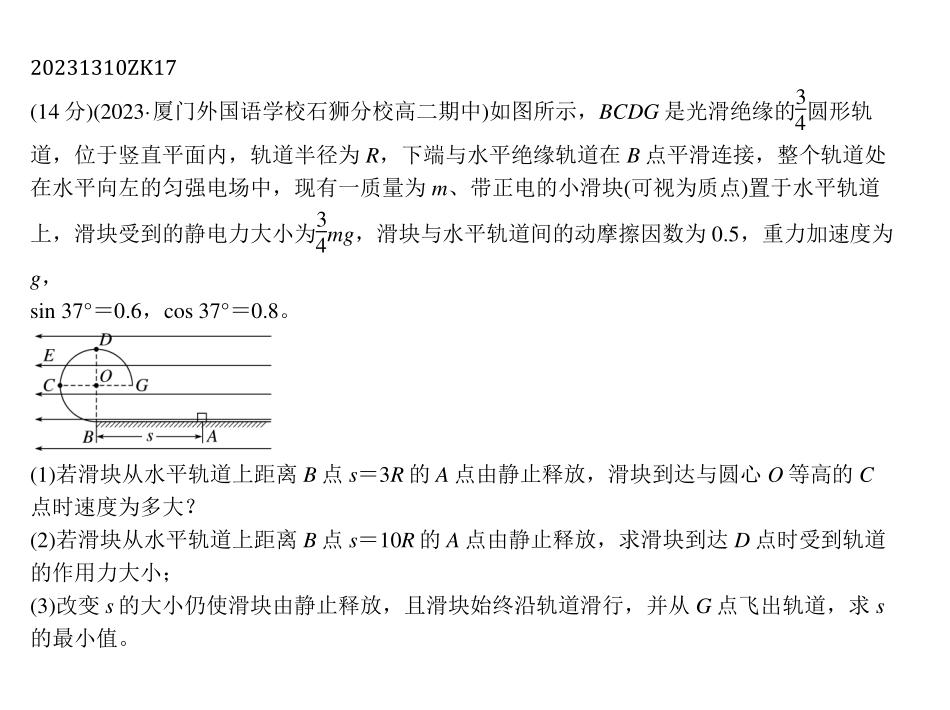 20231310ZK17
(14 分)(2023·厦门外国语学校石狮分校高二期中)如图所示，BCDG 是光滑绝缘的3/4圆形轨
道，位于竖直平面内，轨道半径为 R，下端与水平绝缘轨道在 B 点平滑连接，整个轨道处
在水平向左的匀强电场中，现有一质量为 m、带正电的小滑块(可视为质点)置于水平轨道
上，滑块受到的静电力大小为3/4mg，滑块与水平轨道间的动摩擦因数为 0.5，重力加速度为
g，
sin 37°＝0.6，cos 37°＝0.8。
D
E
C O G
B s A
(1)若滑块从水平轨道上距离 B 点 s＝3R 的 A 点由静止释放，滑块到达与圆心 O 等高的 C
点时速度为多大？
(2)若滑块从水平轨道上距离 B 点 s＝10R 的 A 点由静止释放，求滑块到达 D 点时受到轨道
的作用力大小；
(3)改变 s 的大小仍使滑块由静止释放，且滑块始终沿轨道滑行，并从 G 点飞出轨道，求 s
的最小值。